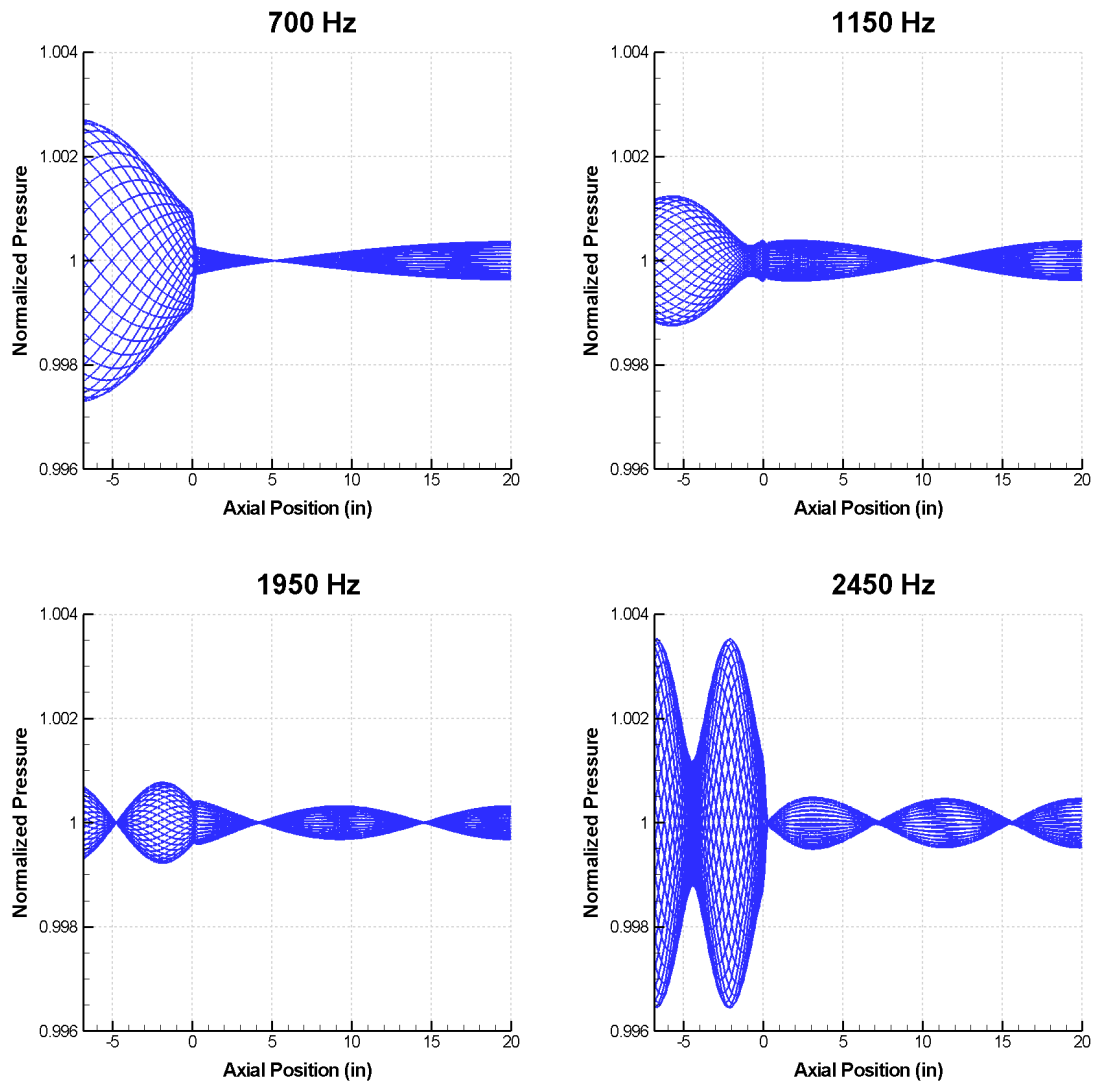 700 Hz
1.004
1.002
1
0.998
0.996
Normalized Pressure
-5 0 5 10 15 20
Axial Position (in)
1150 Hz
1.004
1.002
1
0.998
0.996
Normalized Pressure
-5 0 5 10 15 20
Axial Position (in)
1950 Hz
1.004
1.002
1
0.998
0.996
Normalized Pressure
-5 0 5 10 15 20
Axial Position (in)
2450 Hz
1.004
1.002
1
0.998
0.996
Normalized Pressure
-5 0 5 10 15 20
Axial Position (in)